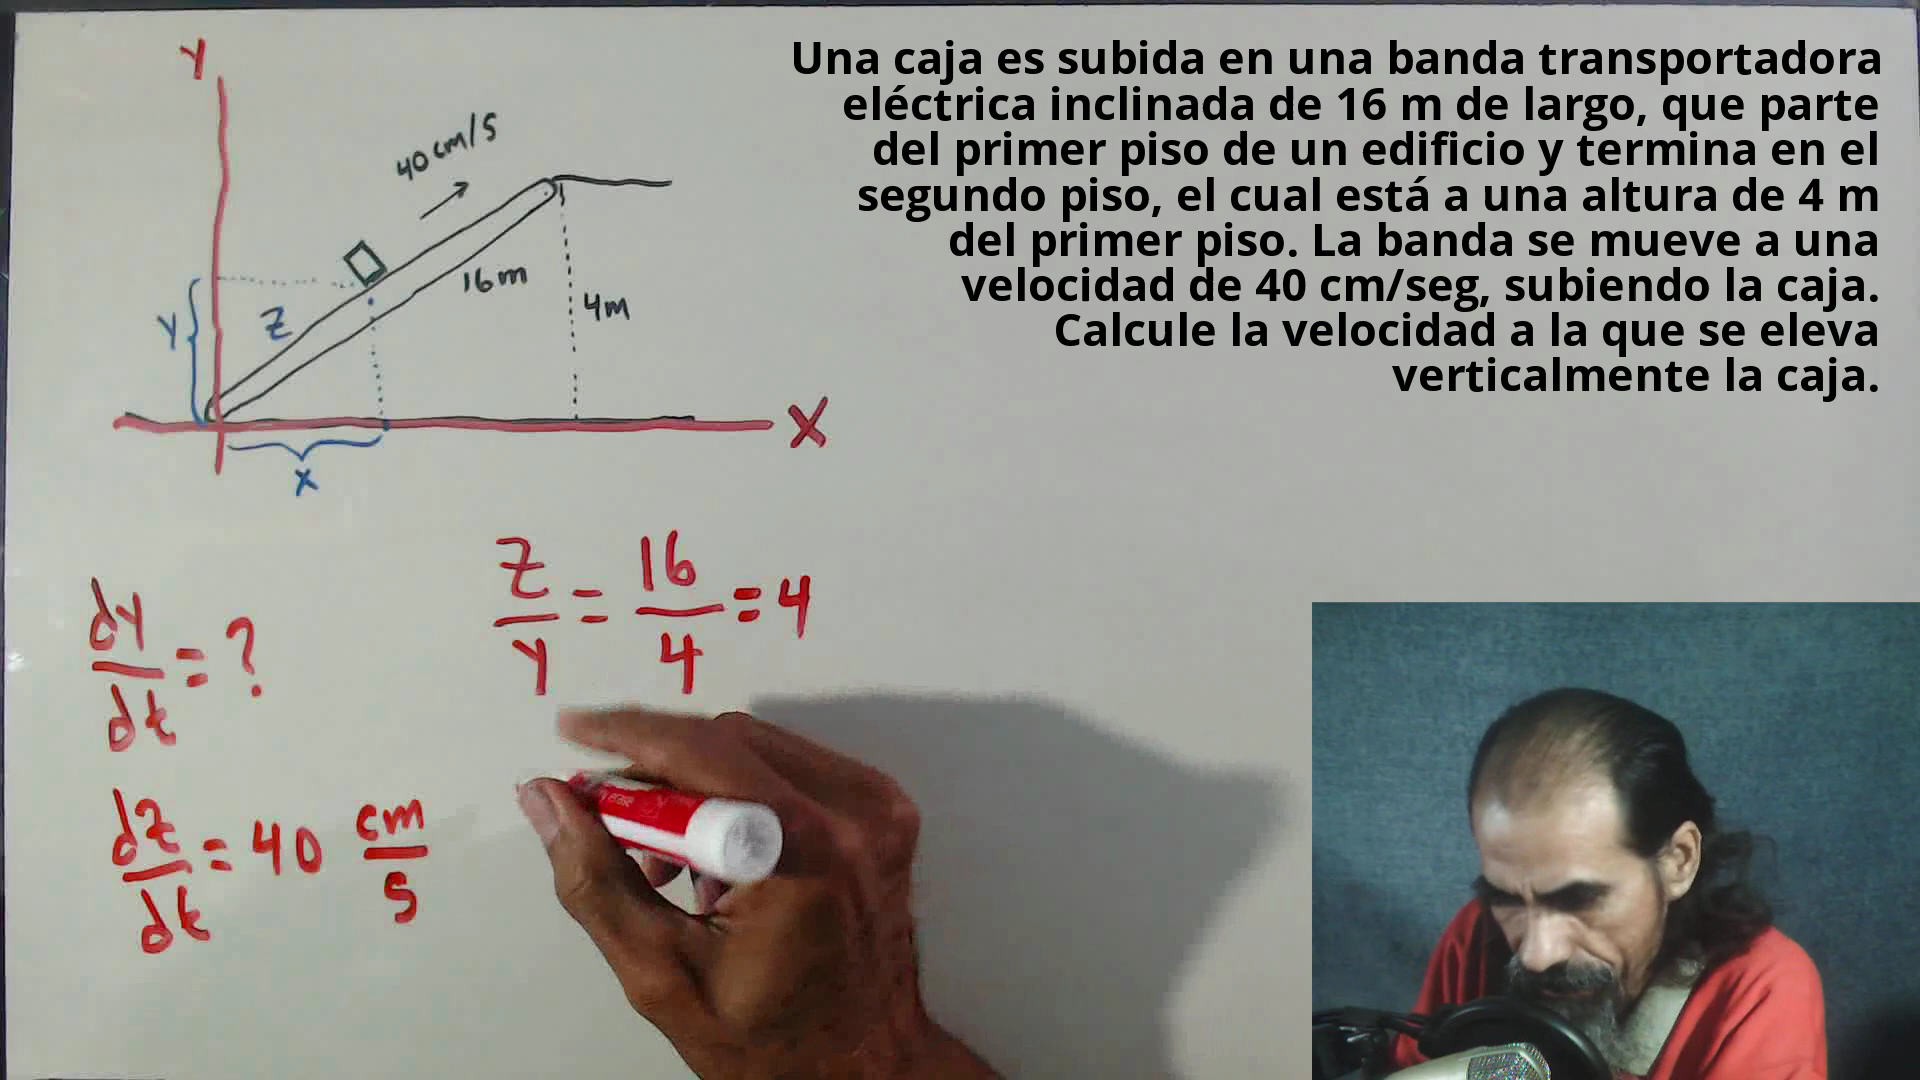 Una caja es subida en una banda transportadora
eléctrica inclinada de 16 m de largo, que parte
del primer piso de un edificio y termina en el
segundo piso, el cual está a una altura de 4 m
del primer piso. La banda se mueve a una
velocidad de 40 cm/seg, subiendo la caja.
Calcule la velocidad a la que se eleva
verticalmente la caja.
Y
40 cm/s
16 m
4 m
Z
Y
X
x
dy/dt = ?
Z/Y = 16/4 = 4
dz/dt = 40 cm/s